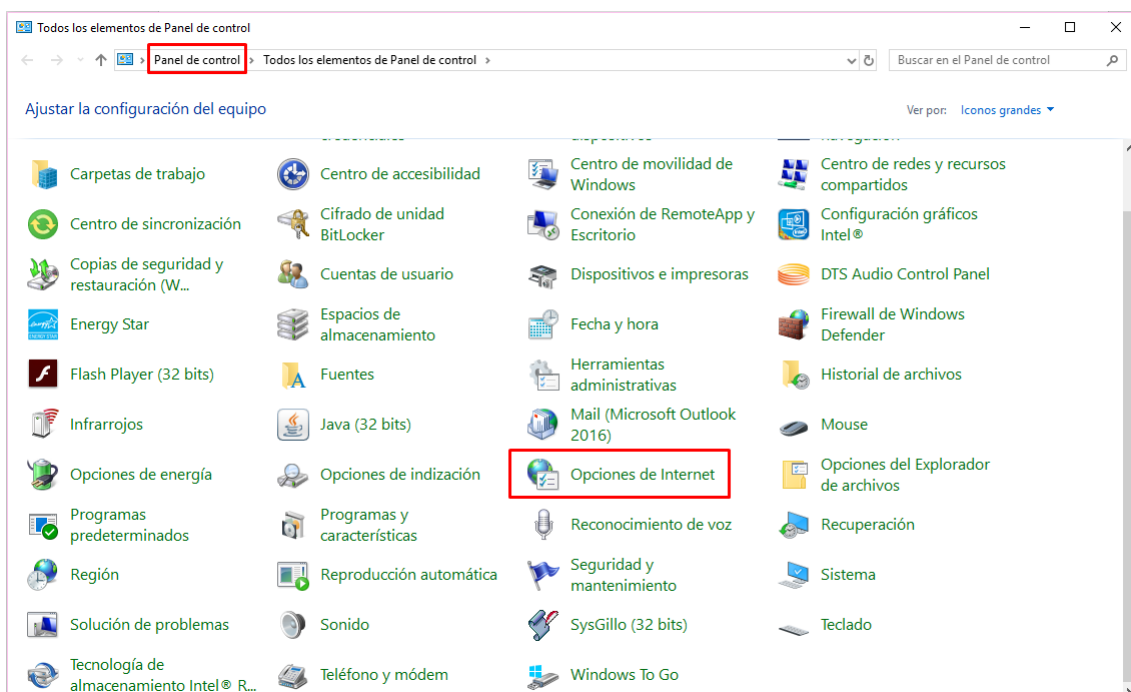 Todos los elementos de Panel de control
Panel de control > Todos los elementos de Panel de control >
Buscar en el Panel de control
Ajustar la configuración del equipo
Ver por: Iconos grandes
Carpetas de trabajo
Centro de accesibilidad
Centro de movilidad de
Windows
Centro de redes y recursos
compartidos
Centro de sincronización
Cifrado de unidad
BitLocker
Conexión de RemoteApp y
Escritorio
Configuración gráficos
Intel®
Copias de seguridad y
restauración (W...
Cuentas de usuario
Dispositivos e impresoras
DTS Audio Control Panel
Energy Star
Espacios de
almacenamiento
Fecha y hora
Firewall de Windows
Defender
Flash Player (32 bits)
Fuentes
Herramientas
administrativas
Historial de archivos
Infrarrojos
Java (32 bits)
Mail (Microsoft Outlook
2016)
Mouse
Opciones de energía
Opciones de indización
Opciones de Internet
Opciones del Explorador
de archivos
Programas
predeterminados
Programas y
características
Reconocimiento de voz
Recuperación
Región
Reproducción automática
Seguridad y
mantenimiento
Sistema
Solución de problemas
Sonido
SysGillo (32 bits)
Teclado
Tecnología de
almacenamiento Intel® R...
Teléfono y módem
Windows To Go